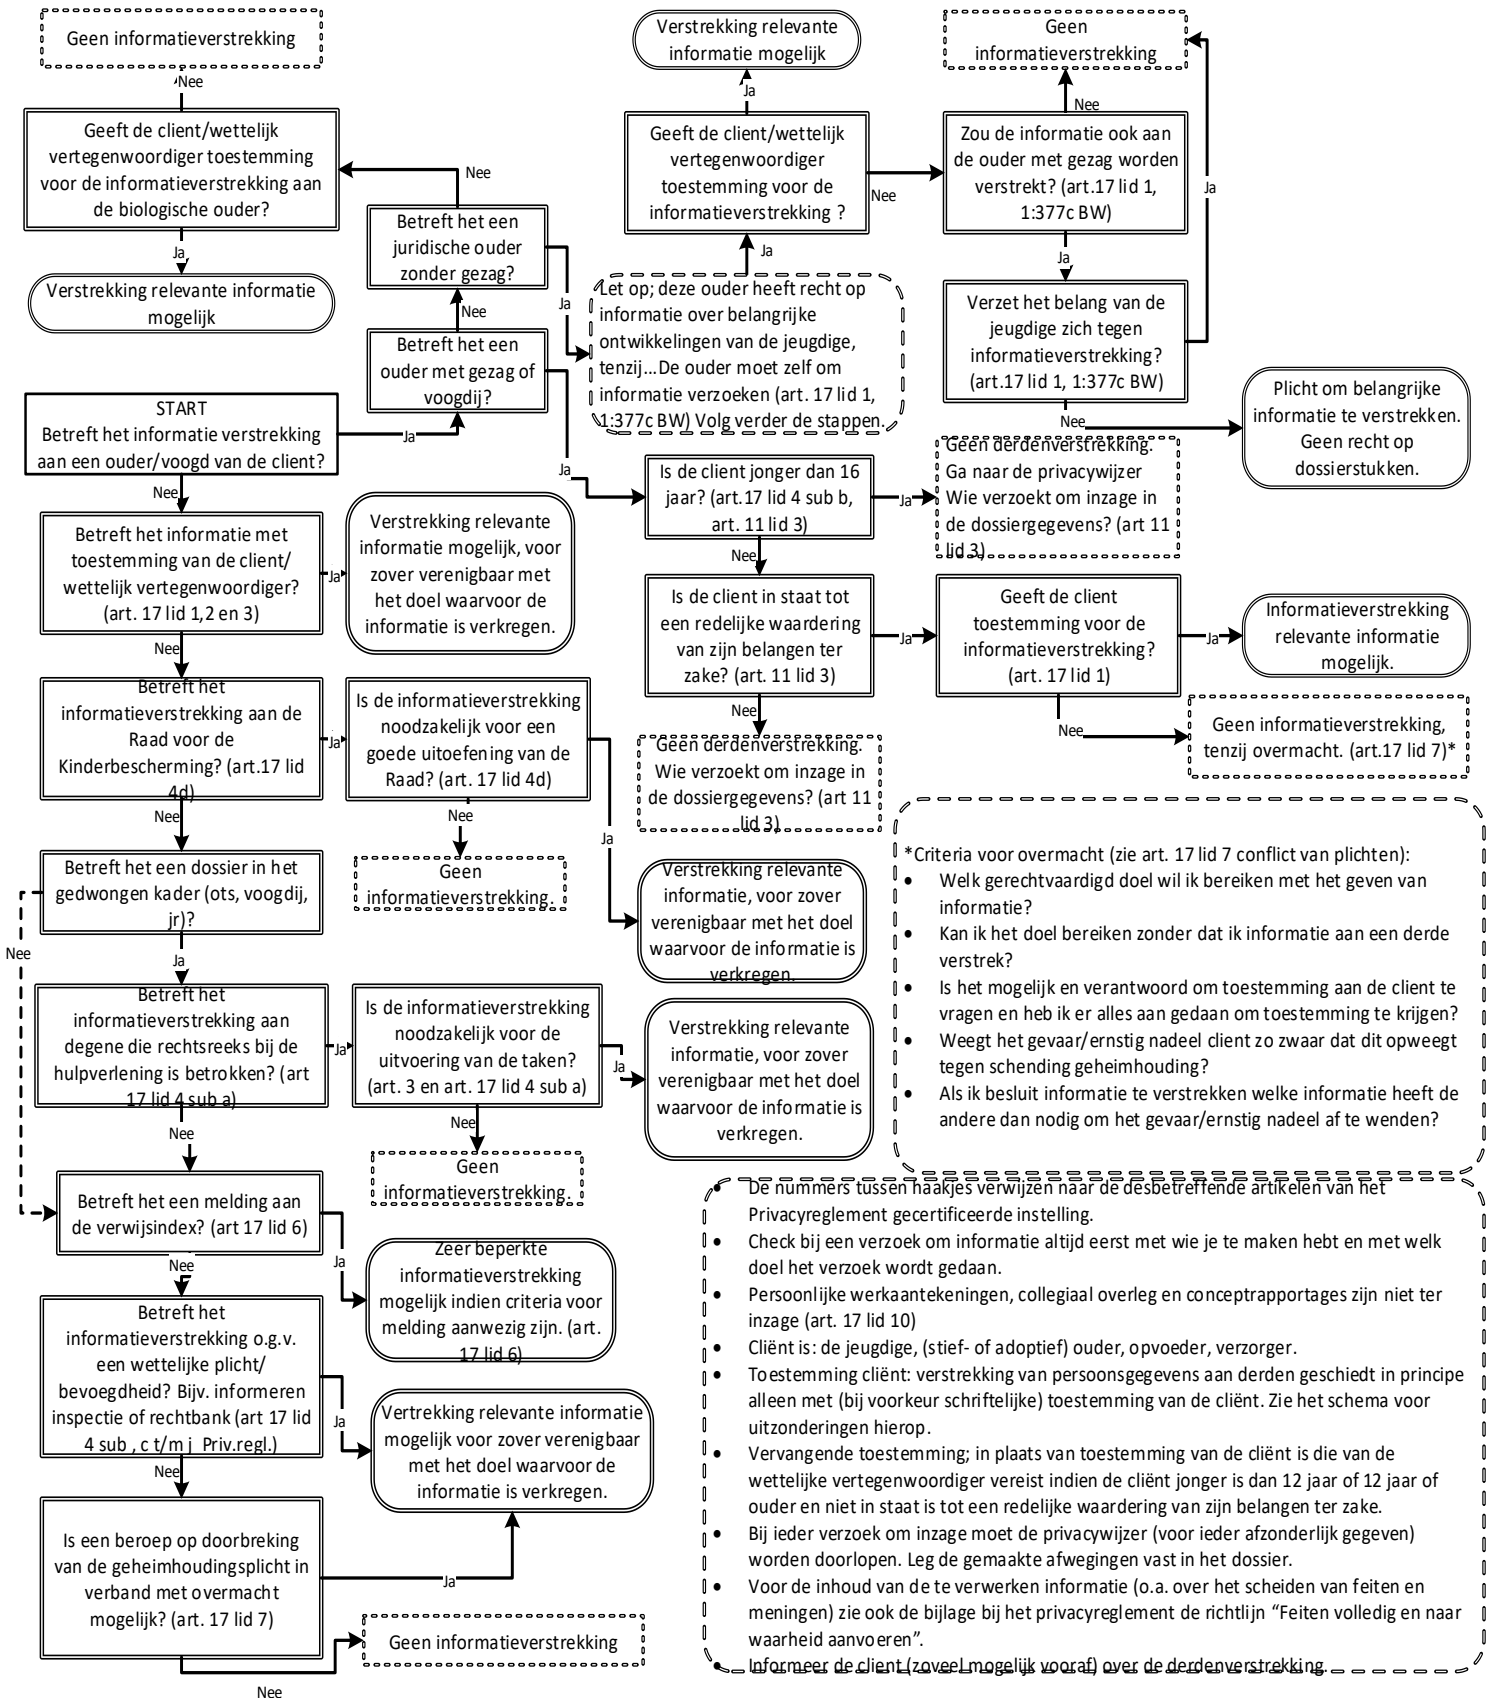 Geen informatieverstrekking
Nee
Geeft de client/wettelijk
vertegenwoordiger toestemming
voor de informatieverstrekking aan
de biologische ouder?
Ja
Verstrekking relevante informatie
mogelijk
Nee
Betreft het een
juridische ouder
zonder gezag?
Ja
Nee
Betreft het een
ouder met gezag of
voogdij?
Ja
START
Betreft het informatie verstrekking
aan een ouder/voogd van de client?
Ja
Nee
Verstrekking relevante
informatie mogelijk
Ja
Geeft de client/wettelijk
vertegenwoordiger
toestemming voor de
informatieverstrekking ?
Nee
Ja
Let op; deze ouder heeft recht op
informatie over belangrijke
ontwikkelingen van de jeugdige,
tenzij...De ouder moet zelf om
informatie verzoeken (art. 17 lid 1,
1:377c BW) Volg verder de stappen.
Geen
informatieverstrekking
Nee
Zou de informatie ook aan
de ouder met gezag worden
verstrekt? (art.17 lid 1,
1:377c BW)
Ja
Ja
Verzet het belang van de
jeugdige zich tegen
informatieverstrekking?
(art.17 lid 1, 1:377c BW)
Nee
Plicht om belangrijke
informatie te verstrekken.
Geen recht op
dossierstukken.
Is de client jonger dan 16
jaar? (art.17 lid 4 sub b,
art. 11 lid 3)
Ja
Geen derdenverstrekking.
Ga naar de privacywijzer
Wie verzoekt om inzage in
de dossiergegevens? (art 11
lid 3)
Nee
Is de client in staat tot
een redelijke waardering
van zijn belangen ter
zake? (art. 11 lid 3)
Ja
Geeft de client
toestemming voor de
informatieverstrekking?
(art. 17 lid 1)
Ja
Informatieverstrekking
relevante informatie
mogelijk.
Nee
Geen informatieverstrekking,
tenzij overmacht. (art.17 lid 7)*
Nee
Geen derdenverstrekking.
Wie verzoekt om inzage in
de dossiergegevens? (art 11
lid 3)
Betreft het informatie met
toestemming van de client/
wettelijk vertegenwoordiger?
(art. 17 lid 1,2 en 3)
Ja
Verstrekking relevante
informatie mogelijk, voor
zover verenigbaar met
het doel waarvoor de
informatie is verkregen.
Nee
Betreft het
informatieverstrekking aan de
Raad voor de
Kinderbescherming? (art.17 lid
4d)
Ja
Is de informatieverstrekking
noodzakelijk voor een
goede uitoefening van de
Raad? (art. 17 lid 4d)
Ja
Nee
Geen
informatieverstrekking.
Verstrekking relevante
informatie, voor zover
verenigbaar met het doel
waarvoor de informatie is
verkregen.
Nee
Betreft het een dossier in het
gedwongen kader (ots, voogdij,
jr)?
Nee
Ja
Betreft het
informatieverstrekking aan
degene die rechtsreeks bij de
hulpverlening is betrokken? (art
17 lid 4 sub a)
Ja
Is de informatieverstrekking
noodzakelijk voor de
uitvoering van de taken?
(art. 3 en art. 17 lid 4 sub a)
Ja
Verstrekking relevante
informatie, voor zover
verenigbaar met het doel
waarvoor de informatie is
verkregen.
Nee
Geen
informatieverstrekking.
Nee
Betreft het een melding aan
de verwijsindex? (art 17 lid 6)
Ja
Zeer beperkte
informatieverstrekking
mogelijk indien criteria voor
melding aanwezig zijn. (art.
17 lid 6)
Nee
Betreft het
informatieverstrekking o.g.v.
een wettelijke plicht/
bevoegdheid? Bijv. informeren
inspectie of rechtbank (art 17 lid
4 sub , c t/m j Priv.regl.)
Ja
Vertrekking relevante informatie
mogelijk voor zover verenigbaar
met het doel waarvoor de
informatie is verkregen.
Nee
Is een beroep op doorbreking
van de geheimhoudingsplicht in
verband met overmacht
mogelijk? (art. 17 lid 7)
Ja
Geen informatieverstrekking
Nee
*Criteria voor overmacht (zie art. 17 lid 7 conflict van plichten):
• Welk gerechtvaardigd doel wil ik bereiken met het geven van
informatie?
• Kan ik het doel bereiken zonder dat ik informatie aan een derde
verstrek?
• Is het mogelijk en verantwoord om toestemming aan de client te
vragen en heb ik er alles aan gedaan om toestemming te krijgen?
• Weegt het gevaar/ernstig nadeel client zo zwaar dat dit opweegt
tegen schending geheimhouding?
• Als ik besluit informatie te verstrekken welke informatie heeft de
andere dan nodig om het gevaar/ernstig nadeel af te wenden?
• De nummers tussen haakjes verwijzen naar de desbetreffende artikelen van het
Privacyreglement gecertificeerde instelling.
• Check bij een verzoek om informatie altijd eerst met wie je te maken hebt en met welk
doel het verzoek wordt gedaan.
• Persoonlijke werkaantekeningen, collegiaal overleg en conceptrapportages zijn niet ter
inzage (art. 17 lid 10)
• Cliënt is: de jeugdige, (stief- of adoptief) ouder, opvoeder, verzorger.
• Toestemming cliënt: verstrekking van persoonsgegevens aan derden geschiedt in principe
alleen met (bij voorkeur schriftelijke) toestemming van de cliënt. Zie het schema voor
uitzonderingen hierop.
• Vervangende toestemming; in plaats van toestemming van de cliënt is die van de
wettelijke vertegenwoordiger vereist indien de cliënt jonger is dan 12 jaar of 12 jaar of
ouder en niet in staat is tot een redelijke waardering van zijn belangen ter zake.
• Bij ieder verzoek om inzage moet de privacywijzer (voor ieder afzonderlijk gegeven)
worden doorlopen. Leg de gemaakte afwegingen vast in het dossier.
• Voor de inhoud van de te verwerken informatie (o.a. over het scheiden van feiten en
meningen) zie ook de bijlage bij het privacyreglement de richtlijn “Feiten volledig en naar
waarheid aanvoeren”.
• Informeer de client (zoveel mogelijk vooraf) over de derdenverstrekking.